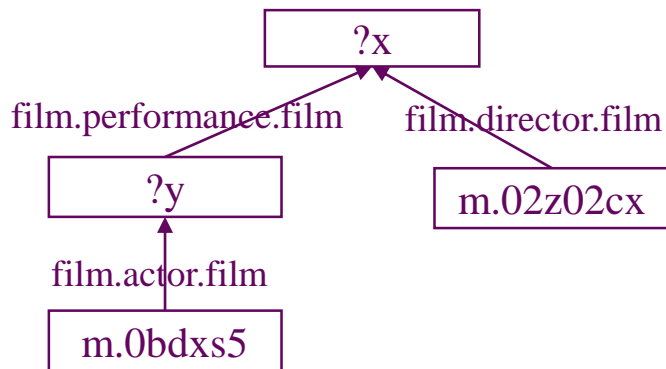 ?x
film.performance.film
film.director.film
?y
m.02z02cx
film.actor.film
m.0bdxs5